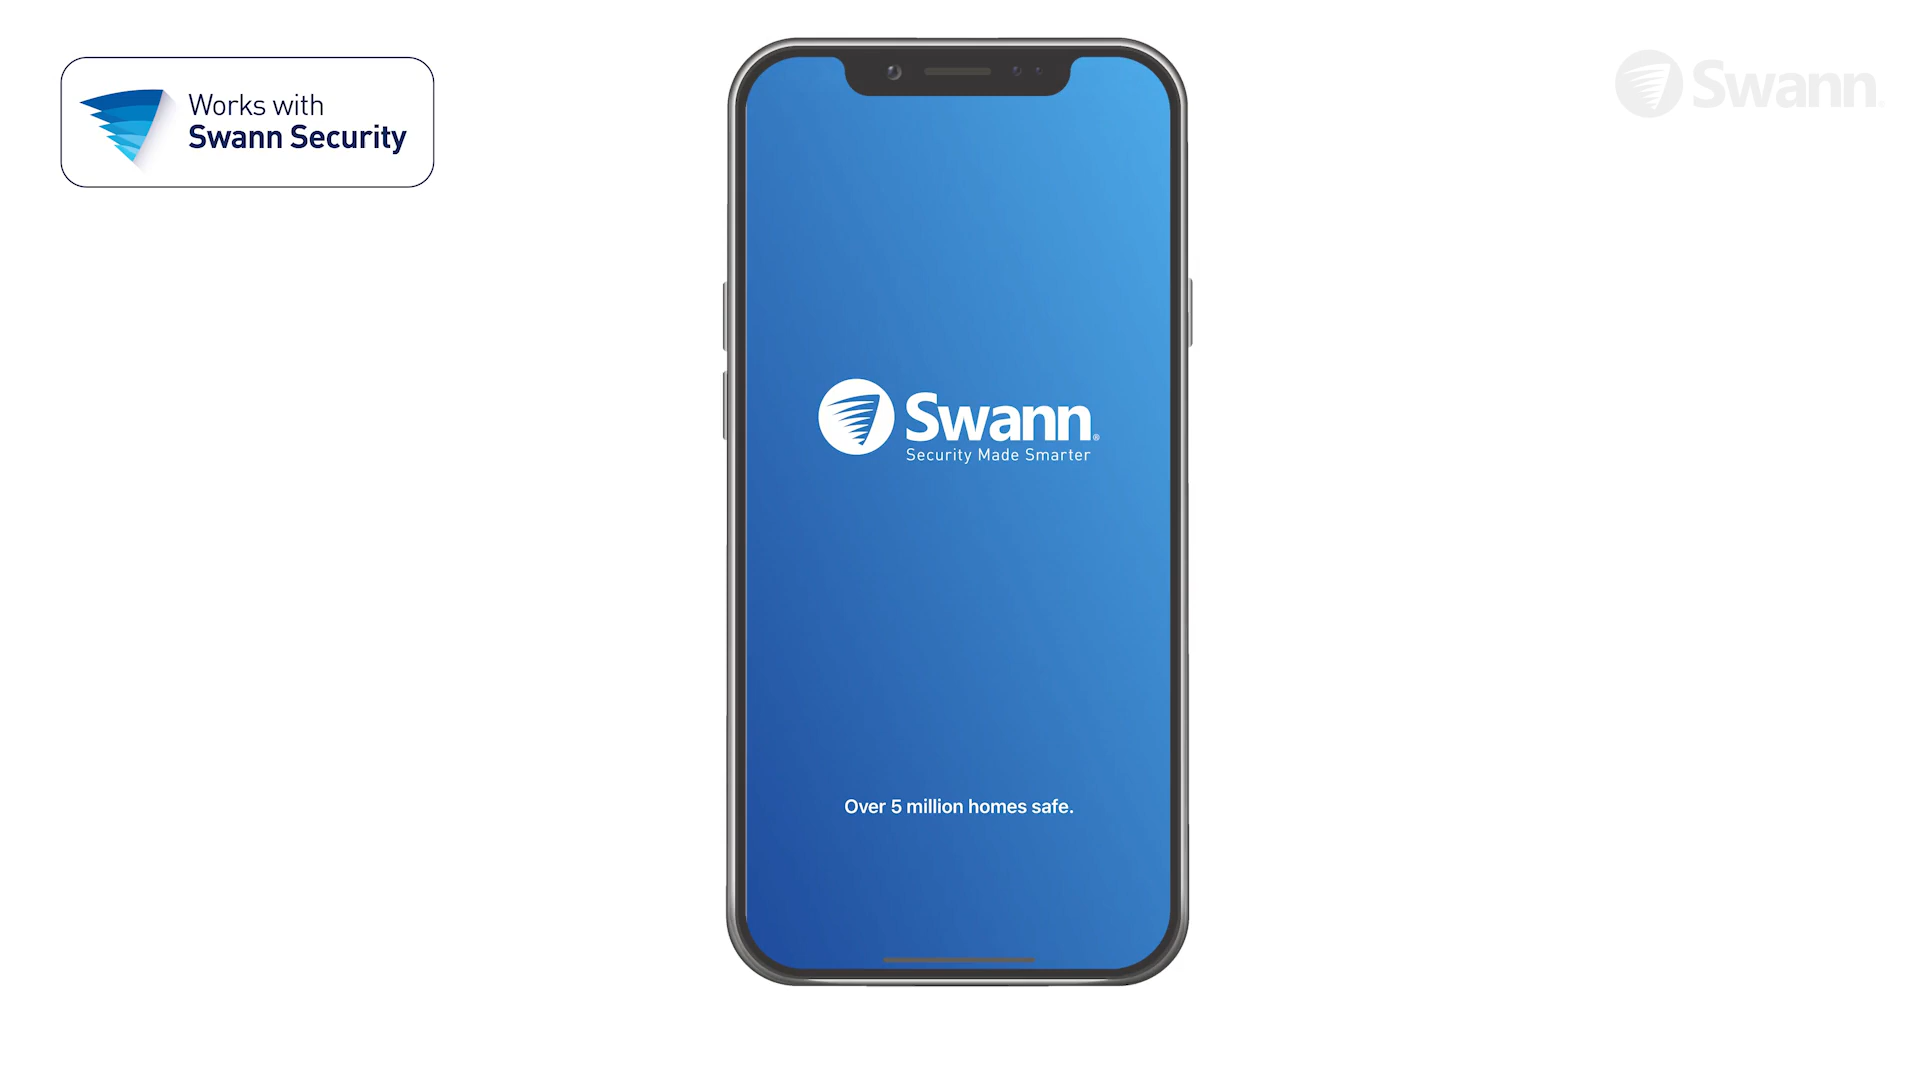 Works with
Swann Security
Swann
Swann®
Security Made Smarter
Over 5 million homes safe.